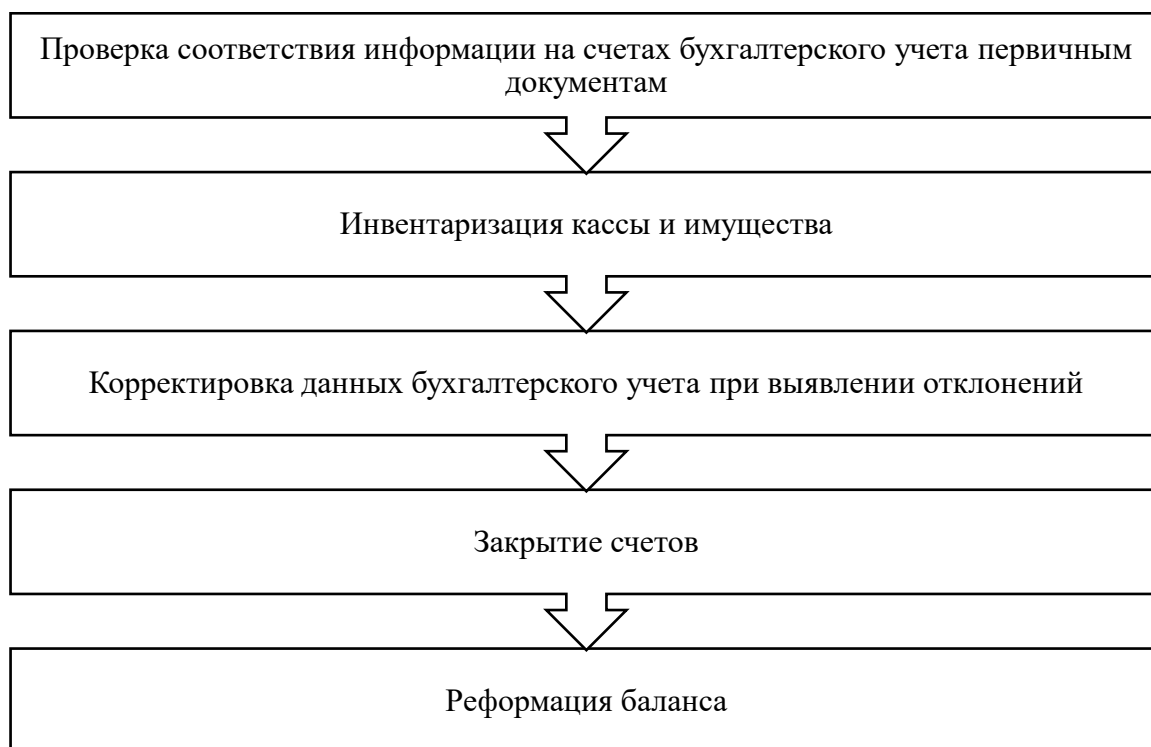 Проверка соответствия информации на счетах бухгалтерского учета первичным
документам
Инвентаризация кассы и имущества
Корректировка данных бухгалтерского учета при выявлении отклонений
Закрытие счетов
Реформация баланса